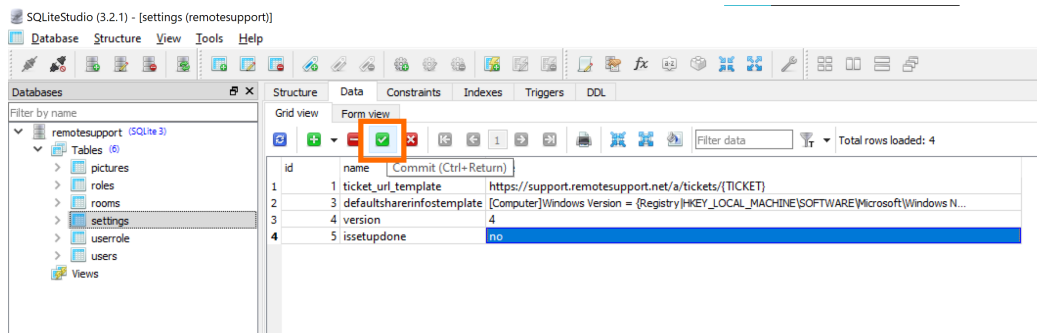 SQLiteStudio (3.2.1) - [settings (remotesupport)]
Database Structure View Tools Help
Databases
Filter by name
remotesupport (SQLite 3)
Tables (6)
pictures
roles
rooms
settings
userrole
users
Views
Structure Data Constraints Indexes Triggers DDL
Grid view Form view
1 Filter data Total rows loaded: 4
Commit (Ctrl+Return)
id name
1 1 ticket_url_template https://support.remotesupport.net/a/tickets/{TICKET}
2 3 defaultsharerinfostemplate [Computer]Windows Version = {Registry|HKEY_LOCAL_MACHINE\SOFTWARE\Microsoft\Windows N...
3 4 version 4
4 5 issetupdone no